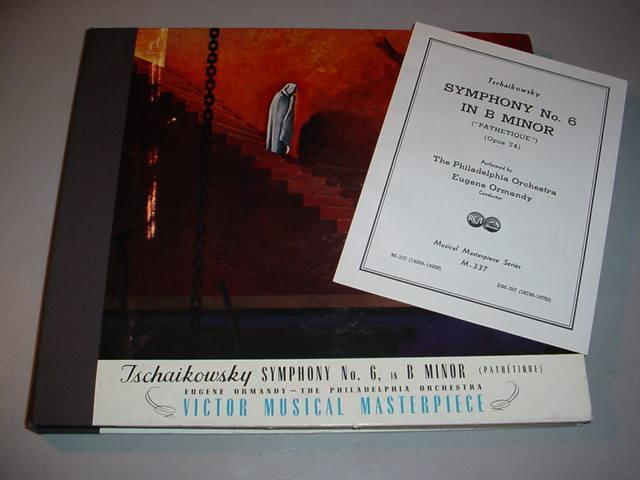 Tschaikowsky
SYMPHONY No. 6
IN B MINOR
("PATHETIQUE")
(Opus 74)
Performed by
The Philadelphia Orchestra
Eugene Ormandy
Conductor
RCA
Musical Masterpiece Series
M-337
Tschaikowsky SYMPHONY No. 6, IN B MINOR (PATHÉTIQUE)
EUGENE ORMANDY—THE PHILADELPHIA ORCHESTRA
VICTOR MUSICAL MASTERPIECE